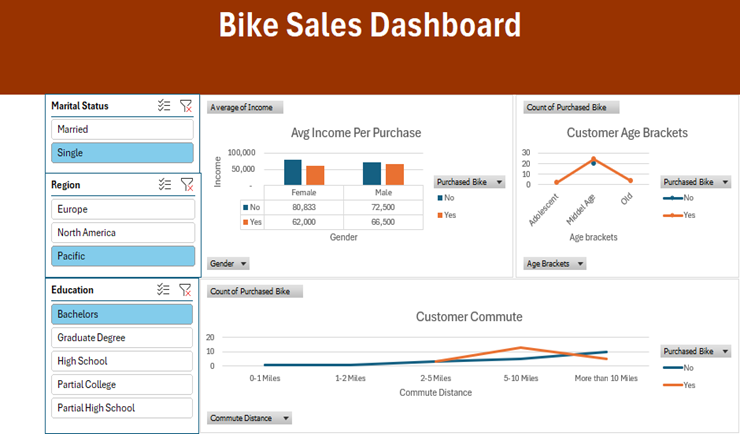 Bike Sales Dashboard
Marital Status
Married
Single
Region
Europe
North America
Pacific
Education
Bachelors
Graduate Degree
High School
Partial College
Partial High School
Average of Income
Avg Income Per Purchase
Income
100,000
50,000
-
Female Male
No 80,833 72,500
Yes 62,000 66,500
Gender
Purchased Bike
No
Yes
Gender
Count of Purchased Bike
Customer Age Brackets
30
20
10
0
Adolescent
Middel Age
Old
Age brackets
Purchased Bike
No
Yes
Age Brackets
Count of Purchased Bike
Customer Commute
20
10
0
0-1 Miles 1-2 Miles 2-5 Miles 5-10 Miles More than 10 Miles
Commute Distance
Purchased Bike
No
Yes
Commute Distance